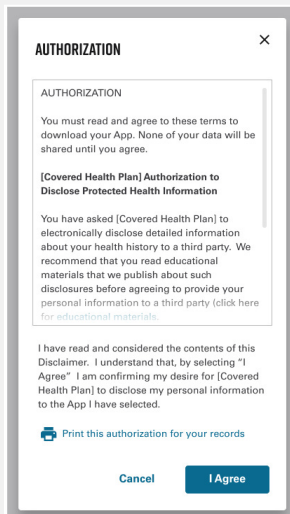 AUTHORIZATION
AUTHORIZATION
You must read and agree to these terms to
download your App. None of your data will be
shared until you agree.
[Covered Health Plan] Authorization to
Disclose Protected Health Information
You have asked [Covered Health Plan] to
electronically disclose detailed information
about your health history to a third party. We
recommend that you read educational
materials that we publish about such
disclosures before agreeing to provide your
personal information to a third party (click here
for educational materials.
I have read and considered the contents of this
Disclaimer. I understand that, by selecting "I
Agree" I am confirming my desire for [Covered
Health Plan] to disclose my personal information
to the App I have selected.
Print this authorization for your records
Cancel
I Agree